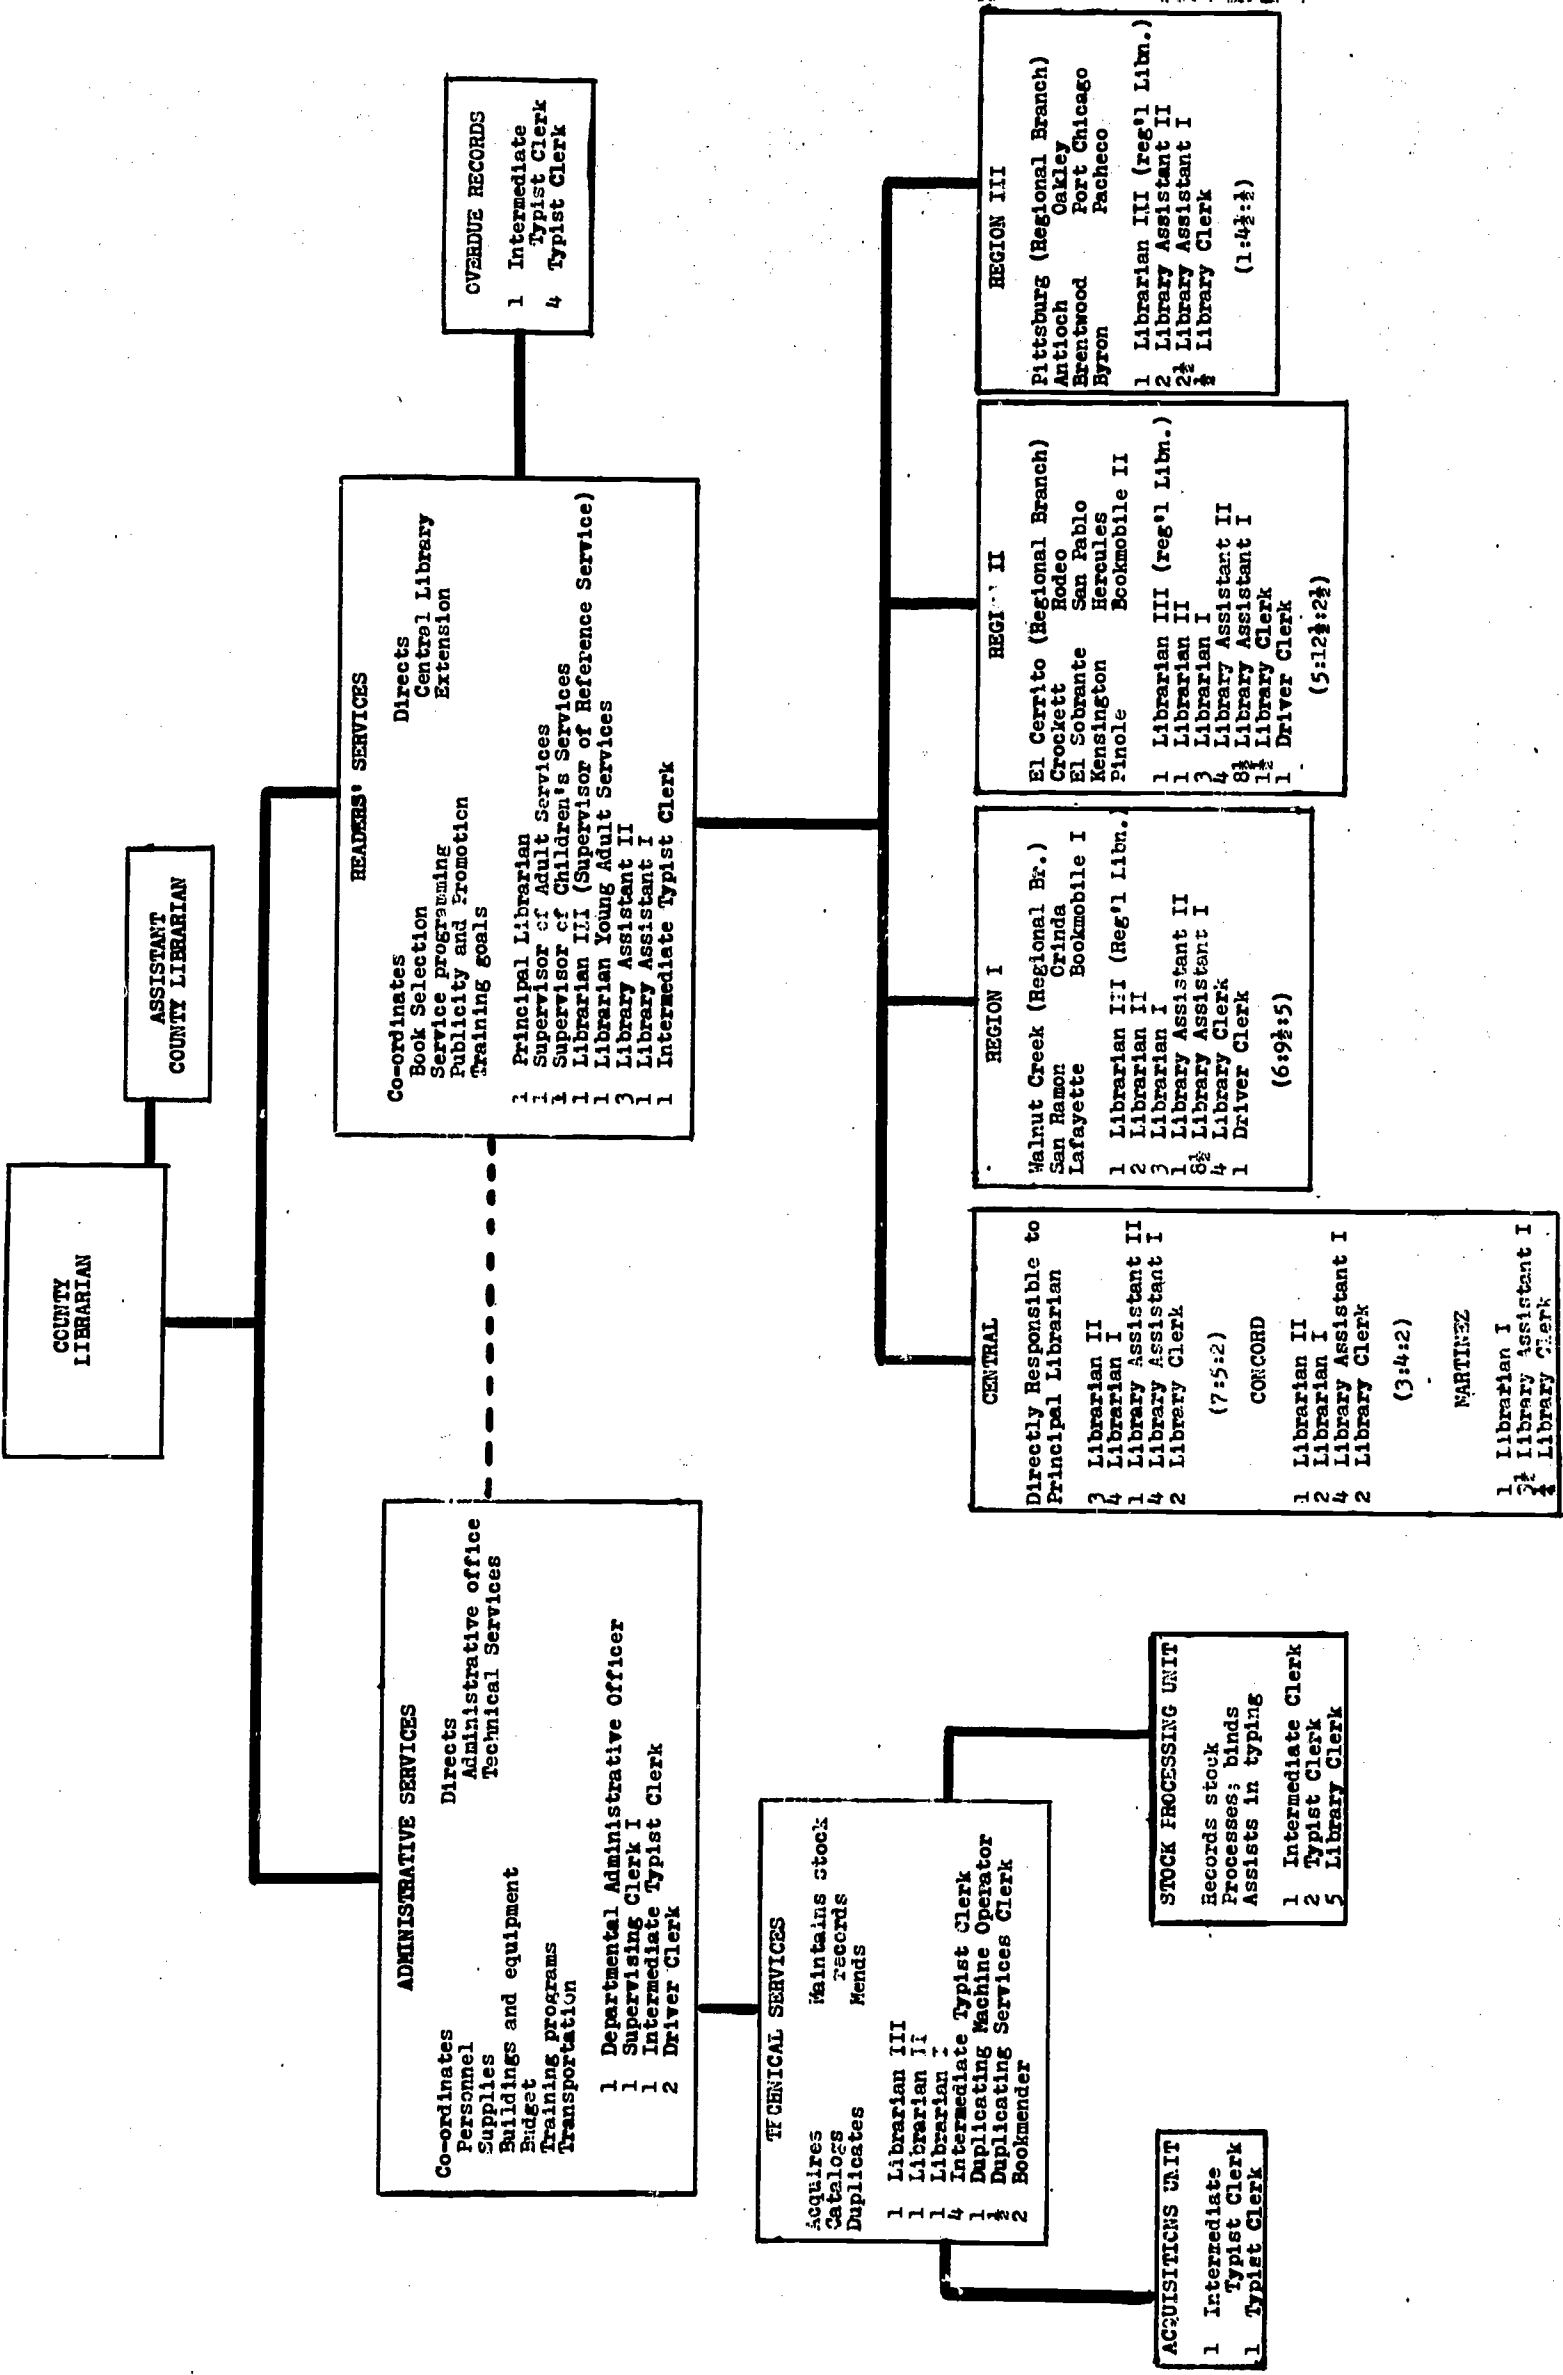 COUNTY
LIBRARIAN
ASSISTANT
COUNTY LIBRARIAN
ADMINISTRATIVE SERVICES
Co-ordinates
Personnel
Supplies
Buildings and equipment
Budget
Training programs
Transportation
Directs
Administrative office
Technical Services
1 Departmental Administrative Officer
1 Supervising Clerk I
1 Intermediate Typist Clerk
2 Driver Clerk
READERS' SERVICES
Co-ordinates
Book Selection
Service programming
Publicity and Promotion
Training goals
Directs
Central Library
Extension
1 Principal Librarian
1 Supervisor of Adult Services
1 Supervisor of Children's Services
1 Librarian III (Supervisor of Reference Service)
1 Librarian Young Adult Services
3 Library Assistant II
1 Library Assistant I
1 Intermediate Typist Clerk
OVERDUE RECORDS
1 Intermediate
Typist Clerk
4 Typist Clerk
TECHNICAL SERVICES
Acquires
Catalogs
Duplicates
Maintains stock
records
Mends
1 Librarian III
1 Librarian II
1 Librarian I
4 Intermediate Typist Clerk
1 Duplicating Machine Operator
½ Duplicating Services Clerk
2 Bookmender
ACQUISITIONS UNIT
1 Intermediate
Typist Clerk
1 Typist Clerk
STOCK PROCESSING UNIT
Records stock
Processes; binds
Assists in typing
1 Intermediate Clerk
2 Typist Clerk
5 Library Clerk
CENTRAL
Directly Responsible to
Principal Librarian
3 Librarian II
4 Librarian I
1 Library Assistant II
4 Library Assistant I
2 Library Clerk
(7:5:2)
CONCORD
1 Librarian II
2 Librarian I
4 Library Assistant I
2 Library Clerk
(3:4:2)
MARTINEZ
1 Librarian I
Library Assistant I
Library Clerk
REGION I
Walnut Creek (Regional Br.)
San Ramon Orinda
Lafayette Bookmobile I
1 Librarian III (Reg'l Libn.)
2 Librarian II
3 Librarian I
1 Library Assistant II
8½ Library Assistant I
4 Library Clerk
1 Driver Clerk
(6:9½:5)
REGI II
El Cerrito (Regional Branch)
Crockett Rodeo
El Sobrante San Pablo
Kensington Hercules
Pinole Bookmobile II
1 Librarian III (reg'l Libn.)
1 Librarian II
3 Librarian I
4 Library Assistant II
8½ Library Assistant I
1½ Library Clerk
1 Driver Clerk
(5:12½:2½)
REGION III
Pittsburg (Regional Branch)
Antioch Oakley
Brentwood Port Chicago
Byron Pacheco
1 Librarian III (reg'l Libn.)
2 Library Assistant II
2½ Library Assistant I
½ Library Clerk
(1:4½:½)